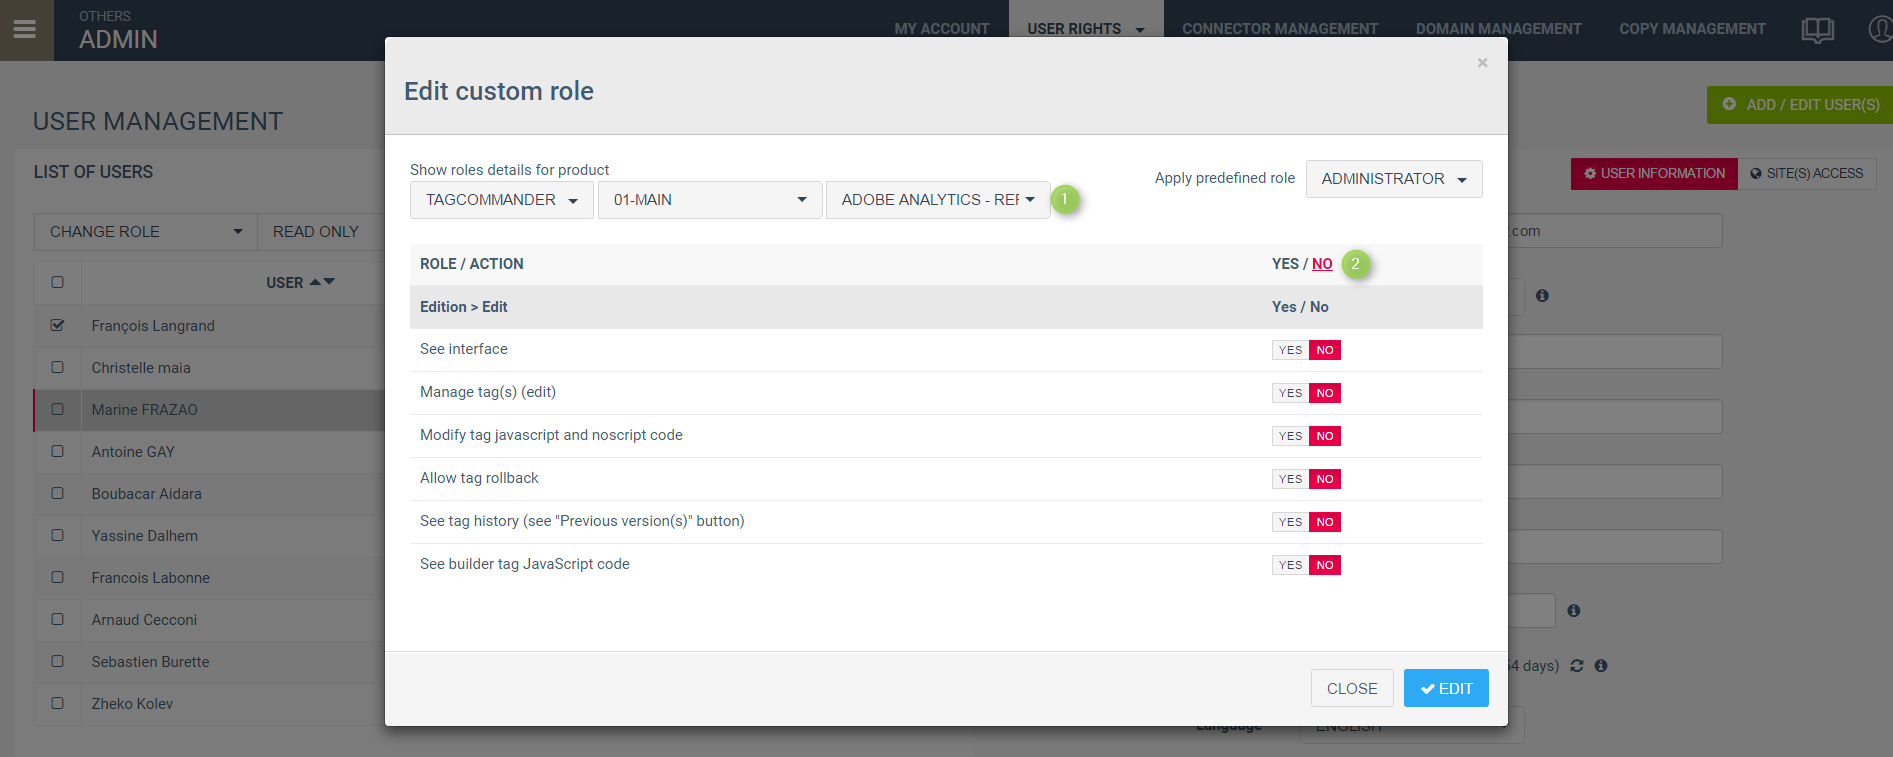 OTHERS
ADMIN
MY ACCOUNT
USER RIGHTS
CONNECTOR MANAGEMENT
DOMAIN MANAGEMENT
COPY MANAGEMENT
USER MANAGEMENT
ADD / EDIT USER(S)
LIST OF USERS
USER INFORMATION
SITE(S) ACCESS
CHANGE ROLE
READ ONLY
USER
François Langrand
Christelle maia
Marine FRAZAO
Antoine GAY
Boubacar Aidara
Yassine Dalhem
Francois Labonne
Arnaud Cecconi
Sebastien Burette
Zheko Kolev
Edit custom role
×
Show roles details for product
Apply predefined role
ADMINISTRATOR
TAGCOMMANDER
01-MAIN
ADOBE ANALYTICS - REF
1
ROLE / ACTION
YES / NO
2
Edition > Edit
Yes / No
See interface
YES NO
Manage tag(s) (edit)
YES NO
Modify tag javascript and noscript code
YES NO
Allow tag rollback
YES NO
See tag history (see "Previous version(s)" button)
YES NO
See builder tag JavaScript code
YES NO
CLOSE
EDIT
.com
64 days)
Language
ENGLISH